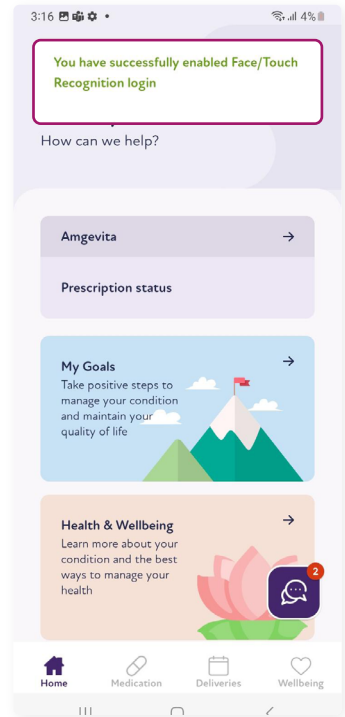 3:16
4%
You have successfully enabled Face/Touch
Recognition login
How can we help?
Amgevita
Prescription status
My Goals
Take positive steps to
manage your condition
and maintain your
quality of life
Health & Wellbeing
Learn more about your
condition and the best
ways to manage your
health
2
Home
Medication
Deliveries
Wellbeing